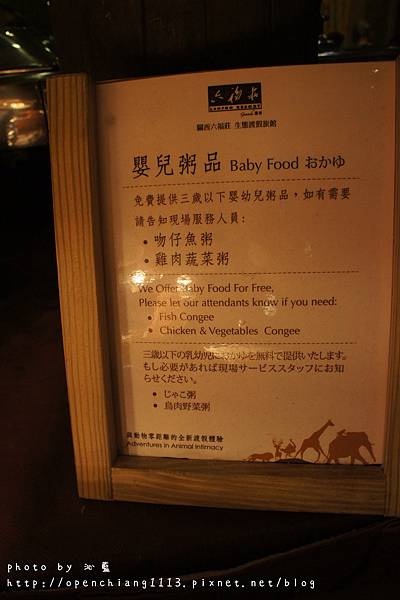 六福莊
LEOFOO RESORT
關西六福莊 生態渡假旅館
嬰兒粥品 Baby Food おかゆ
免費提供三歲以下嬰幼兒粥品，如有需要
請告知現場服務人員:
• 吻仔魚粥
• 雞肉蔬菜粥
We Offer Baby Food For Free,
Please let our attendants know if you need:
• Fish Congee
• Chicken & Vegetables Congee
三歳以下の乳幼児におかゆを無料で提供いたします。
もし必要があれば現場サービススタッフにお知
らせください。
• じゃこ粥
• 鳥肉野菜粥
與動物零距離的全新渡假體驗
Adventures in Animal Intimacy
photo by 沁藍
http://openchiang1113.pixnet.net/blog